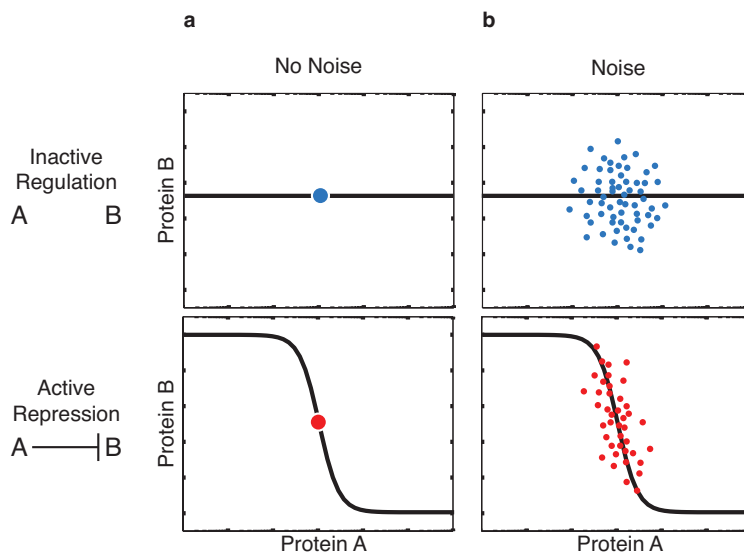 a
b
No Noise
Noise
Inactive
Regulation
A B
Protein B
Active
Repression
A B
Protein B
Protein A
Protein A